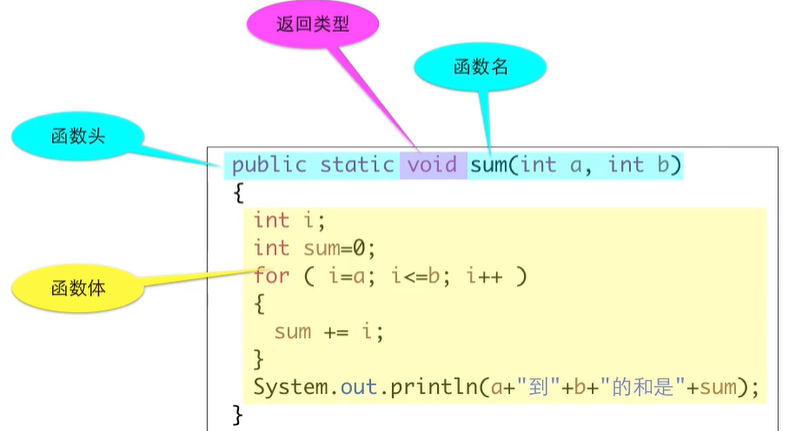 返回类型
函数名
函数头
public static void sum(int a, int b)
{
int i;
int sum=0;
for ( i=a; i<=b; i++ )
函数体
{
sum += i;
}
System.out.println(a+"到"+b+"的和是"+sum);
}